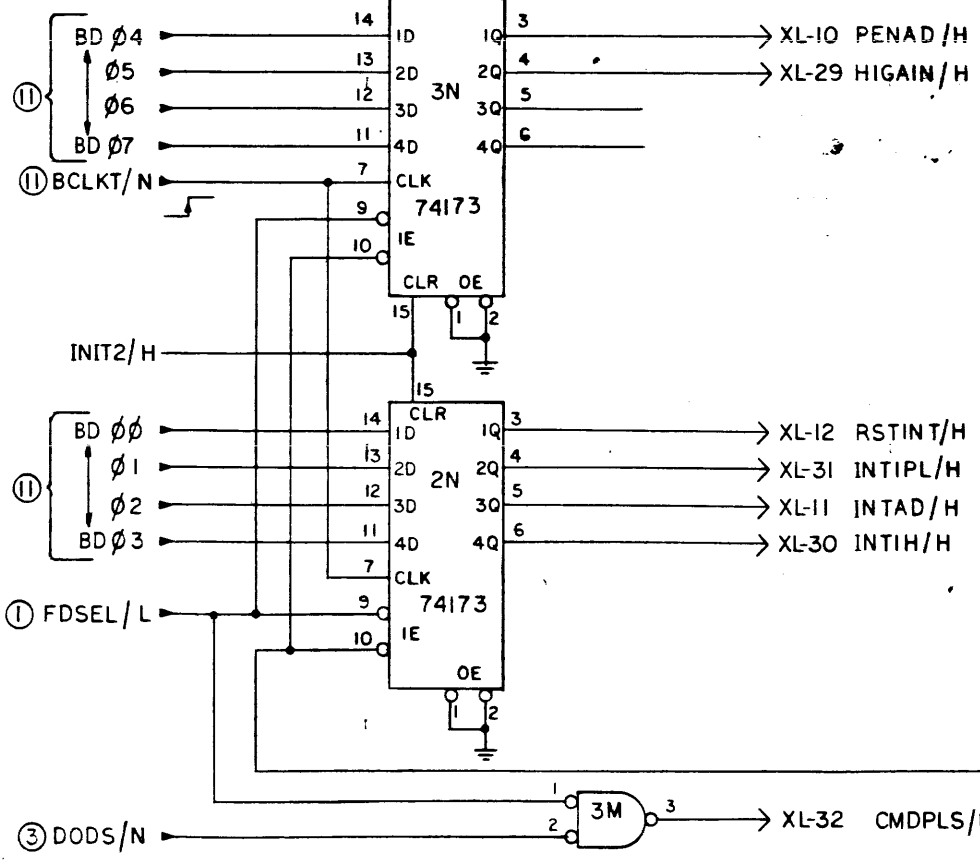 BD Ø4 14 1D 1Q 3 XL-10 PENAD/H
Ø5 13 2D 2Q 4 XL-29 HIGAIN/H
11 Ø6 12 3D 3N 3Q 5
BD Ø7 11 4D 4Q 6
11 BCLKT/N 7 CLK
74173
9
10 IE
CLR OE
15 1 2
INIT2/H
15
CLR
BD ØØ 14 1D 1Q 3 XL-12 RSTINT/H
Ø1 13 2D 2N 2Q 4 XL-31 INTIPL/H
11 Ø2 12 3D 3Q 5 XL-11 INTAD/H
BD Ø3 11 4D 4Q 6 XL-30 INTIH/H
7 CLK
74173
1 FDSEL/L 9
10 IE
OE
1 2
1 3M 3 XL-32 CMDPLS/
3 DODS/N 2